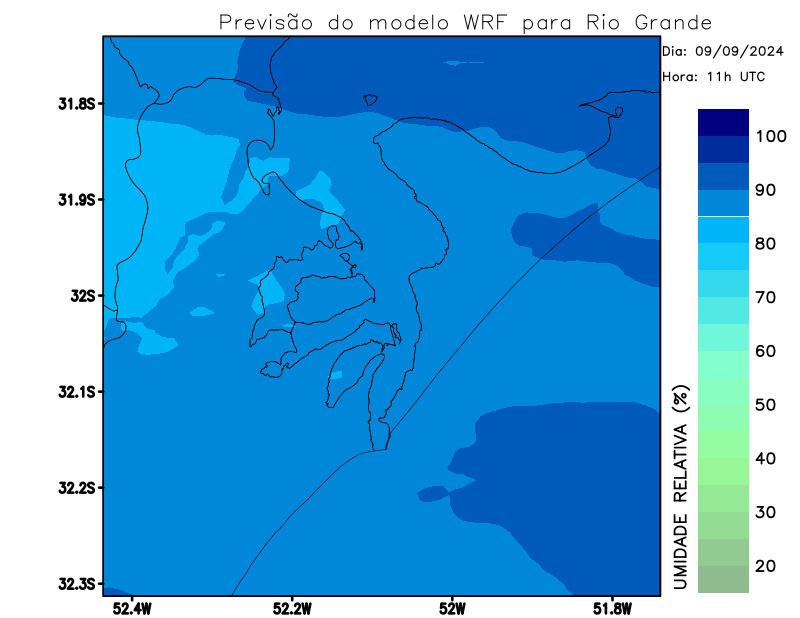 Previsão do modelo WRF para Rio Grande
Dia: 09/09/2024
Hora: 11h UTC
31.8S
31.9S
32S
32.1S
32.2S
32.3S
52.4W
52.2W
52W
51.8W
UMIDADE RELATIVA (%)
100
90
80
70
60
50
40
30
20